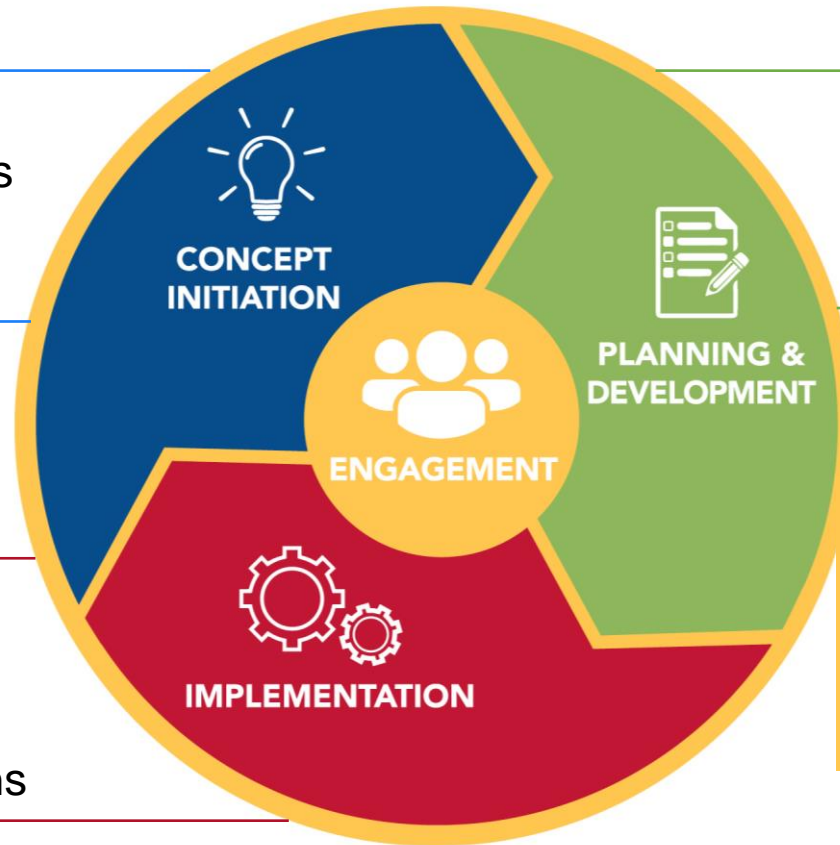 CONCEPT
INITIATION
PLANNING &
DEVELOPMENT
ENGAGEMENT
IMPLEMENTATION